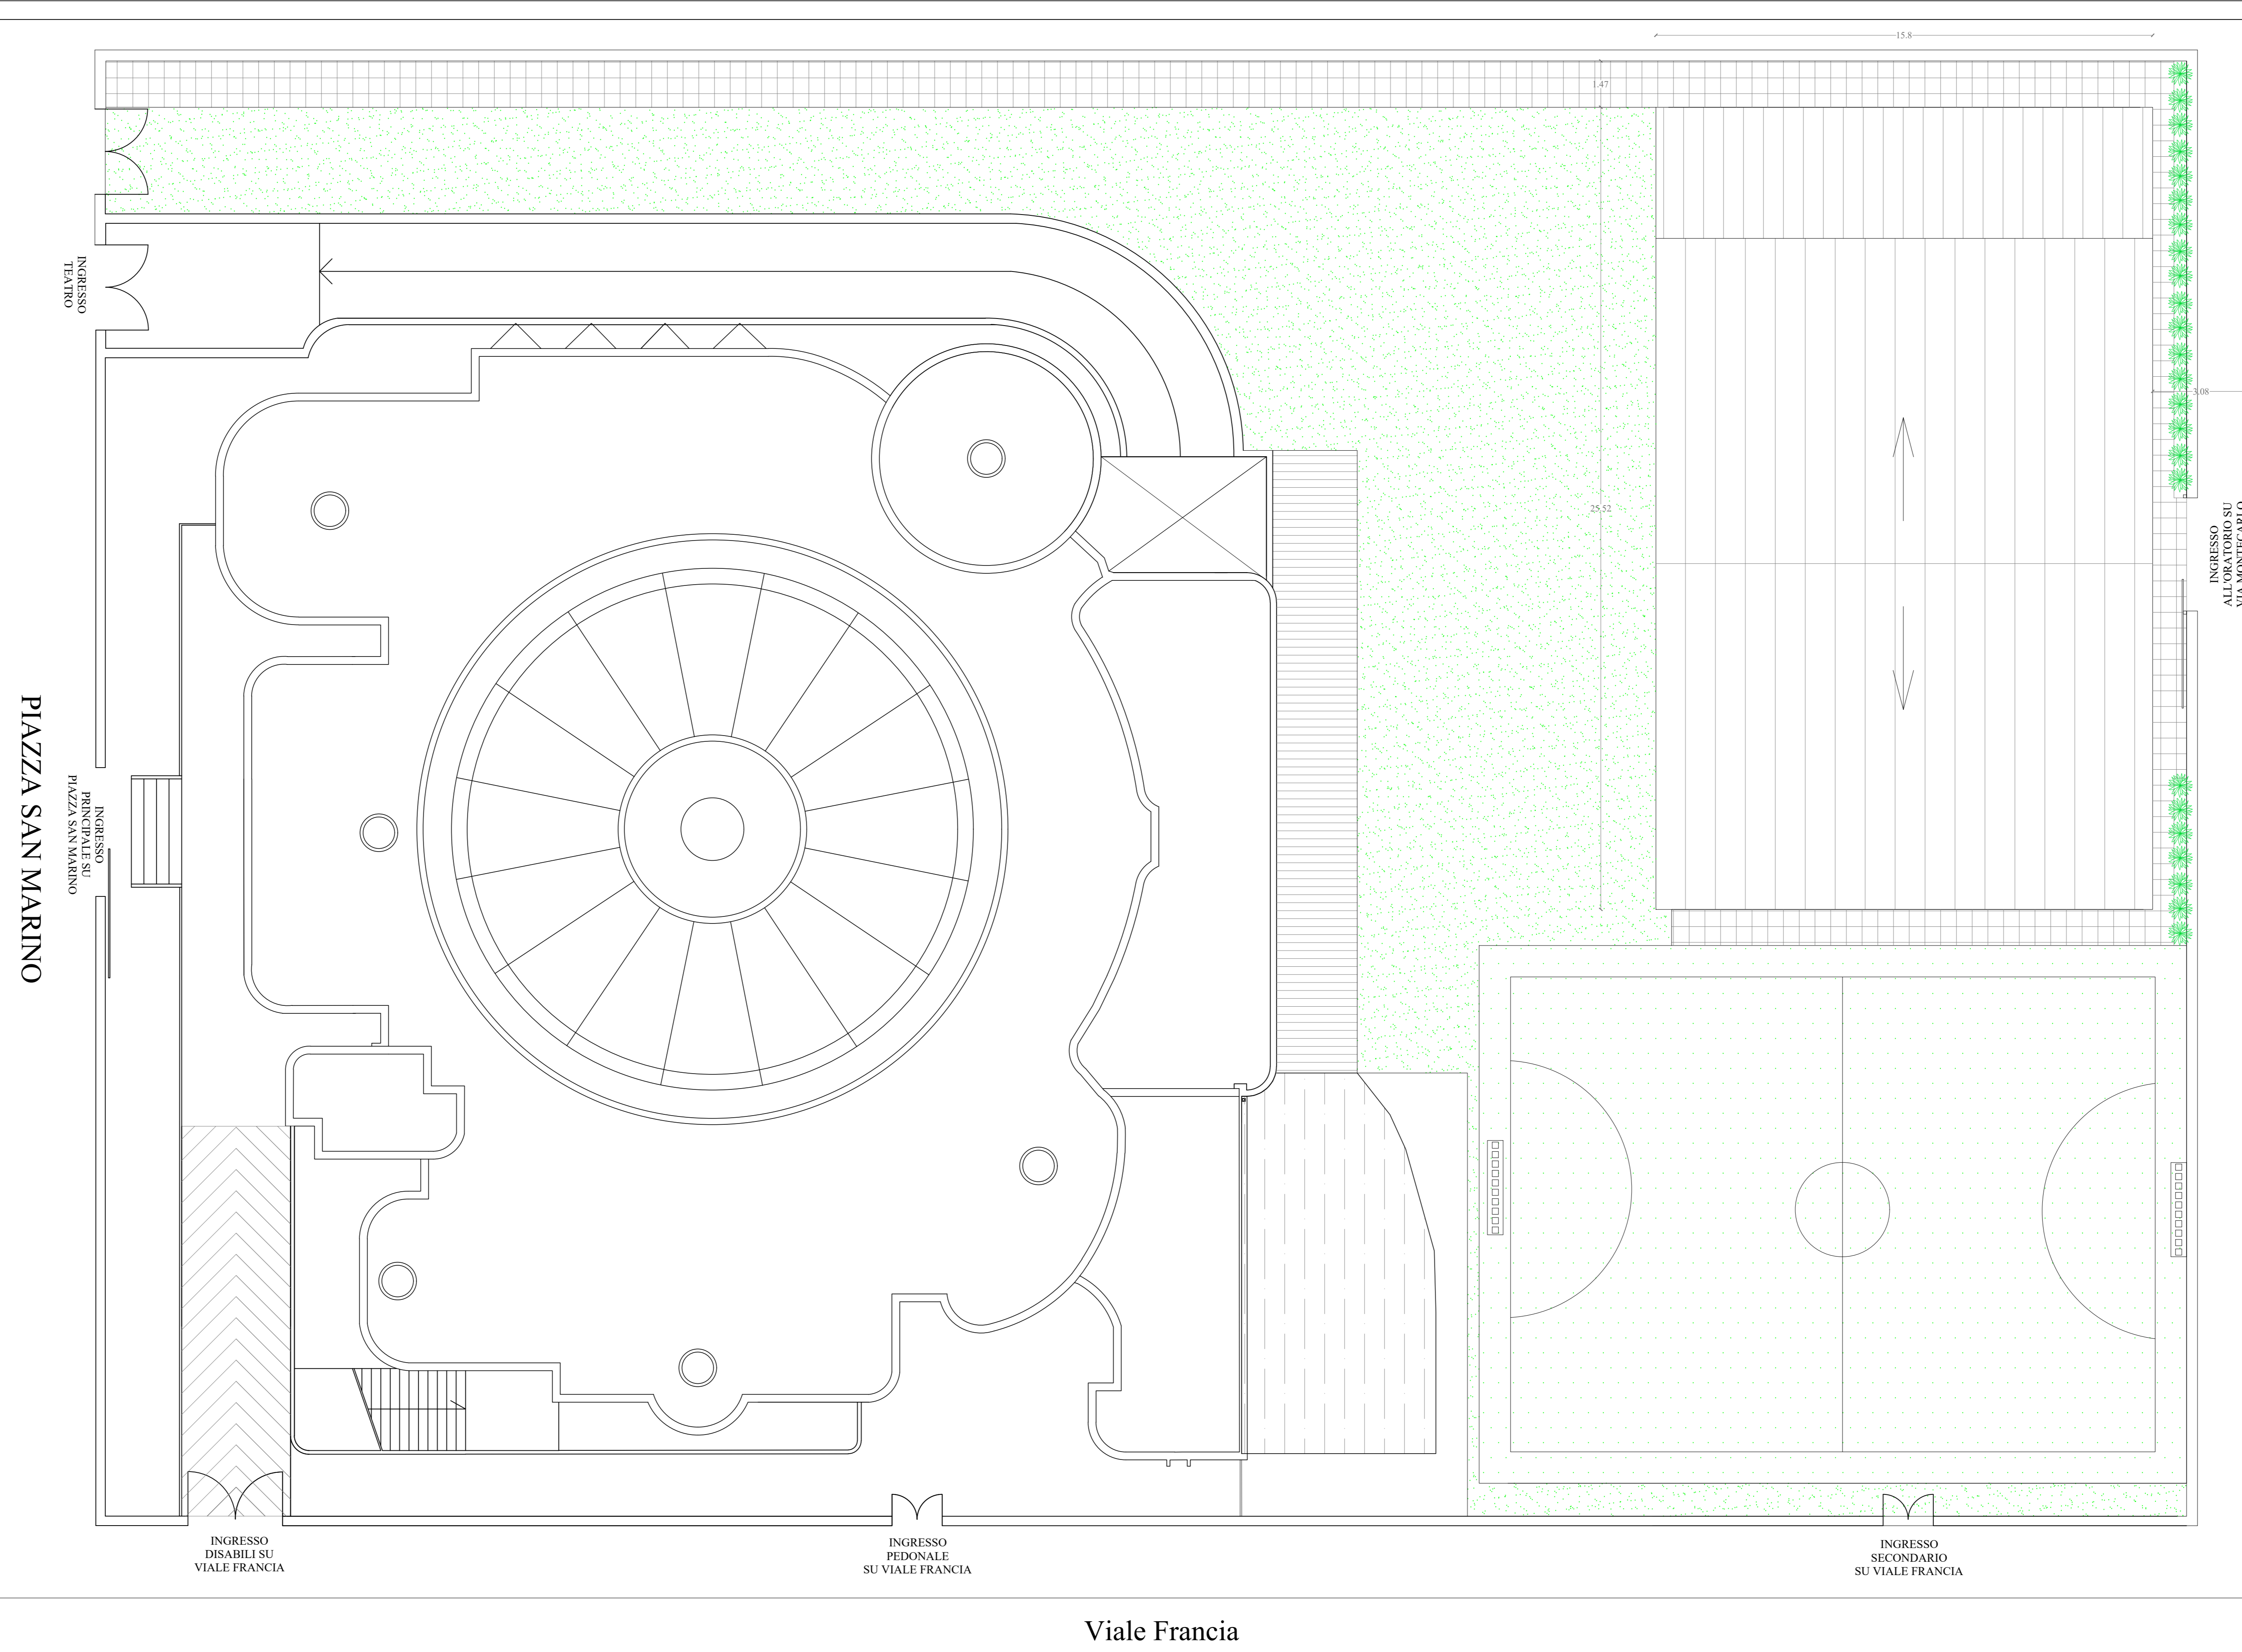 15.8
1.47
INGRESSO
TEATRO
3.08
25.52
INGRESSO
ALL'ORATORIO SU
VIA MONTECARLO
PIAZZA SAN MARINO
INGRESSO
PRINCIPALE SU
PIAZZA SAN MARINO
INGRESSO
DISABILI SU
VIALE FRANCIA
INGRESSO
PEDONALE
SU VIALE FRANCIA
INGRESSO
SECONDARIO
SU VIALE FRANCIA
Viale Francia